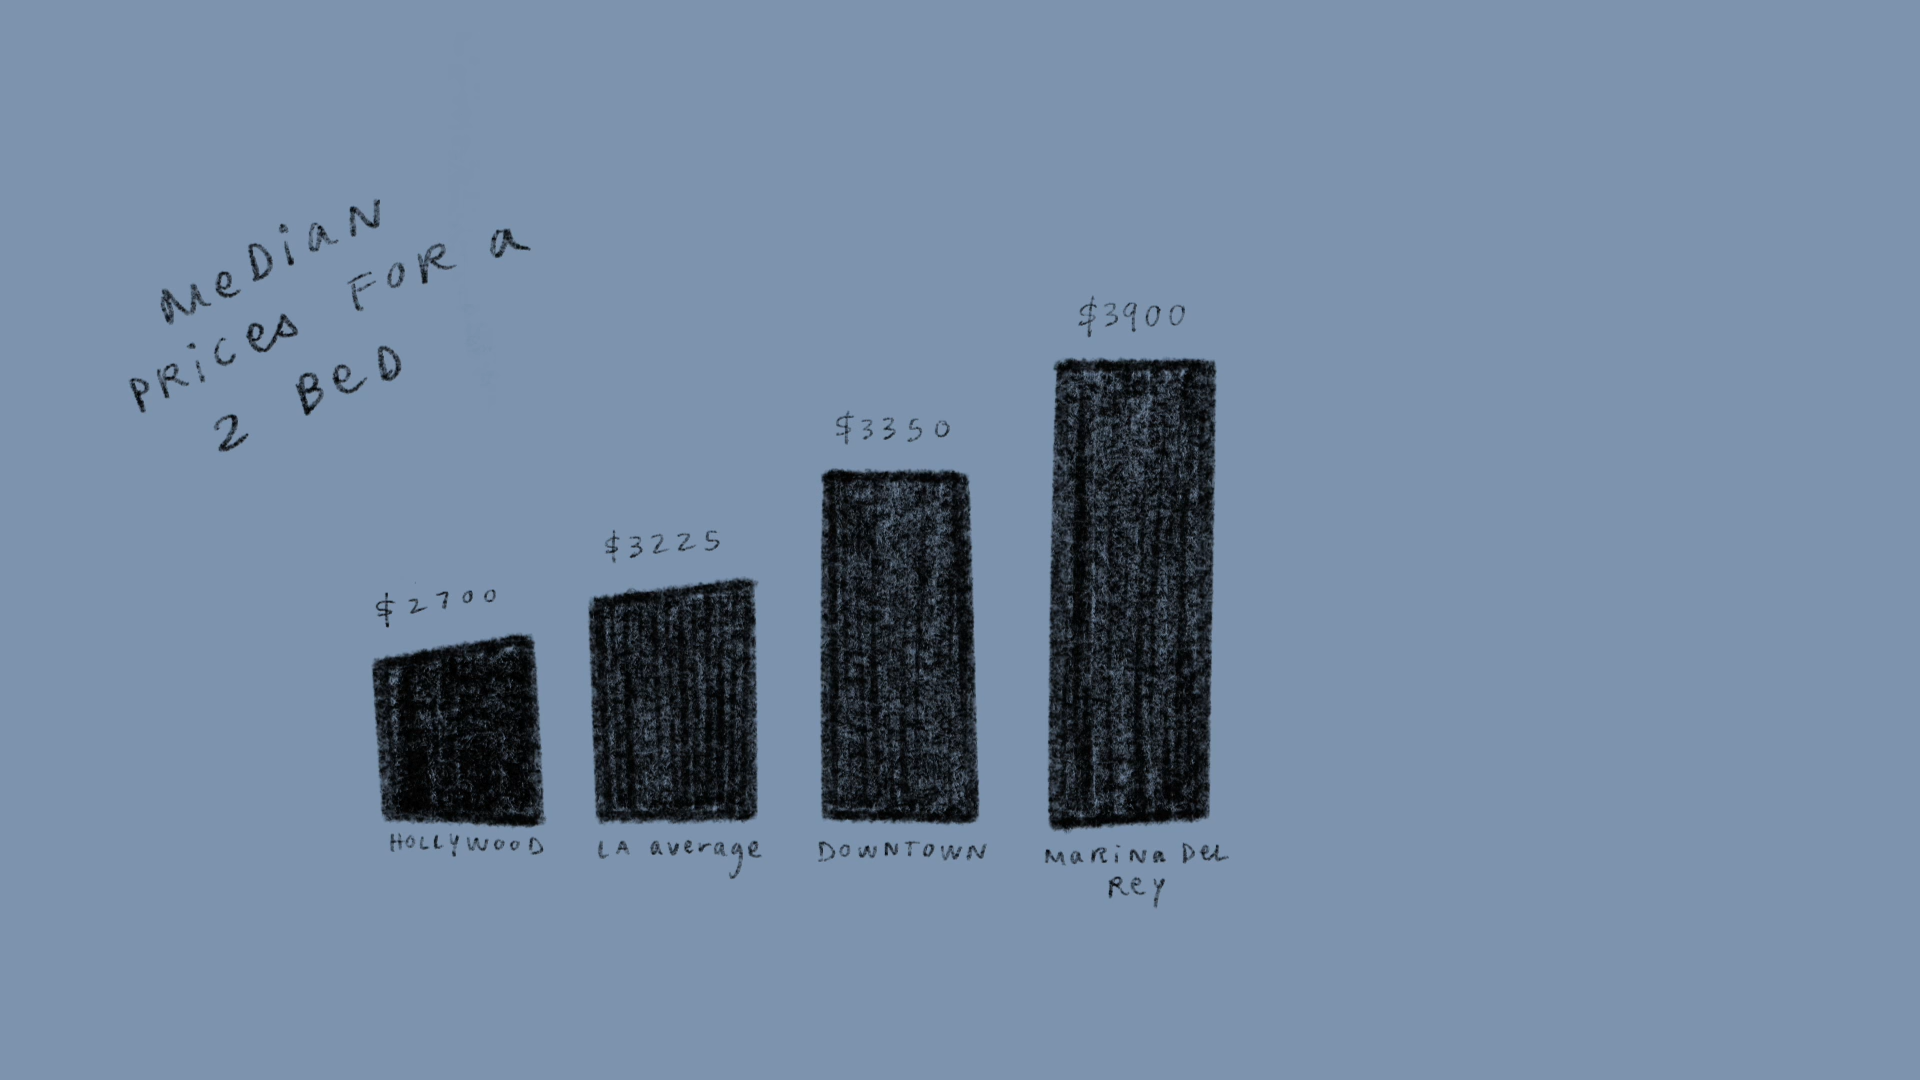 MeDiaN
PRiCes FOR a
2 BeD
$3900
$3350
$3225
$2700
HOLLYWOOD
LA average
DOWNTOWN
MaRiNa DeL
Rey